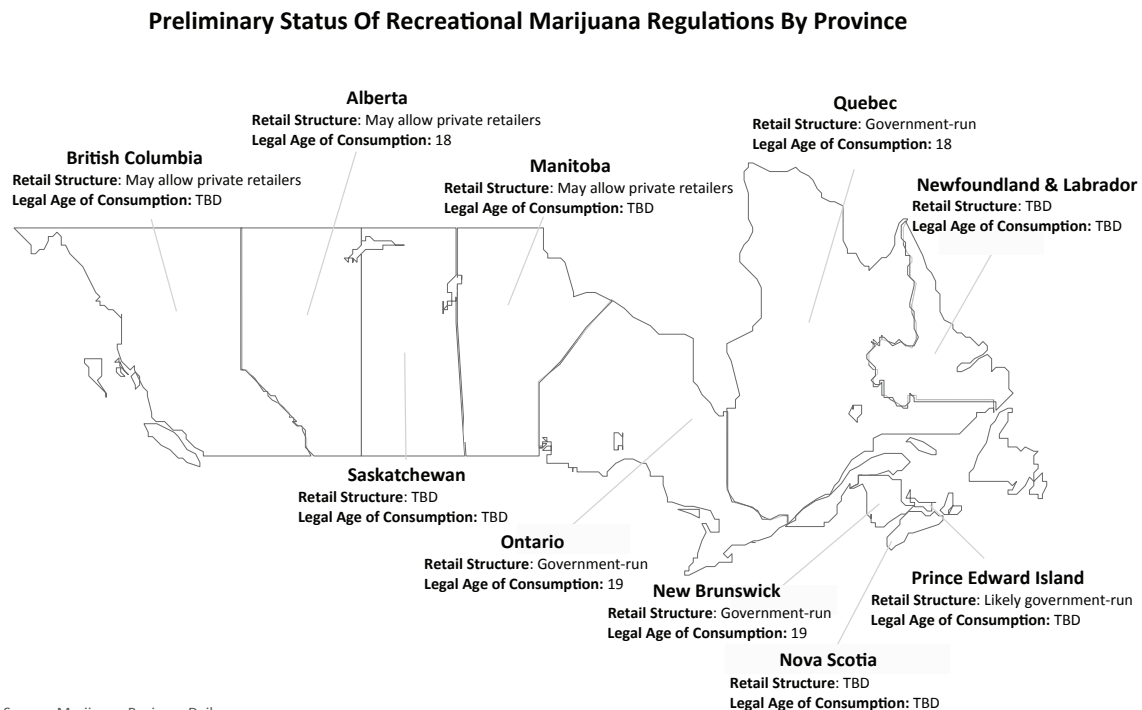 Preliminary Status Of Recreational Marijuana Regulations By Province
Alberta
Retail Structure: May allow private retailers
Legal Age of Consumption: 18
Quebec
Retail Structure: Government-run
Legal Age of Consumption: 18
British Columbia
Retail Structure: May allow private retailers
Legal Age of Consumption: TBD
Manitoba
Retail Structure: May allow private retailers
Legal Age of Consumption: TBD
Newfoundland & Labrador
Retail Structure: TBD
Legal Age of Consumption: TBD
Saskatchewan
Retail Structure: TBD
Legal Age of Consumption: TBD
Ontario
Retail Structure: Government-run
Legal Age of Consumption: 19
New Brunswick
Retail Structure: Government-run
Legal Age of Consumption: 19
Prince Edward Island
Retail Structure: Likely government-run
Legal Age of Consumption: TBD
Nova Scotia
Retail Structure: TBD
Legal Age of Consumption: TBD